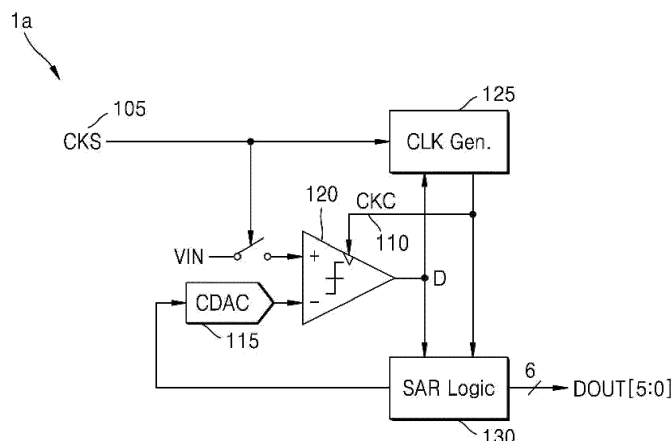 1a
105
CKS
125
CLK Gen.
120
CKC
110
VIN
+
-
D
CDAC
115
SAR Logic
130
6
DOUT[5:0]